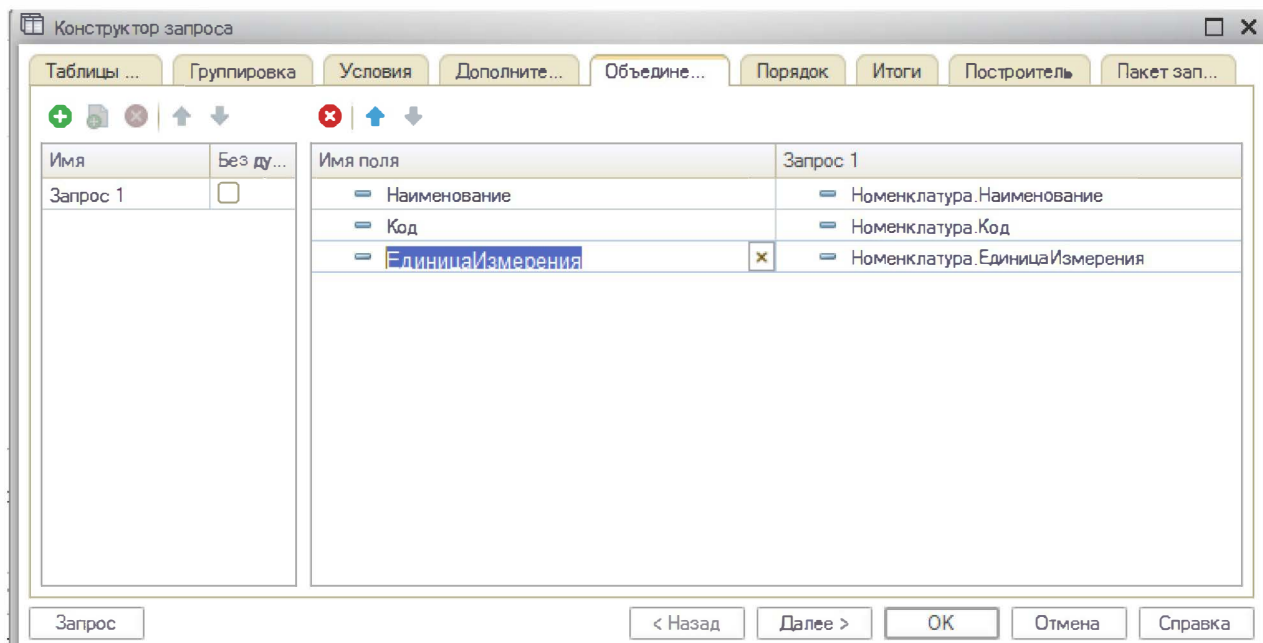 Конструктор запроса
Таблицы ... Группировка Условия Дополните... Объедине... Порядок Итоги Построитель Пакет зап...
Имя Без ду... Имя поля Запрос 1
Запрос 1 Наименование Номенклатура.Наименование
Код Номенклатура.Код
ЕдиницаИзмерения Номенклатура.ЕдиницаИзмерения
Запрос < Назад Далее > OK Отмена Справка